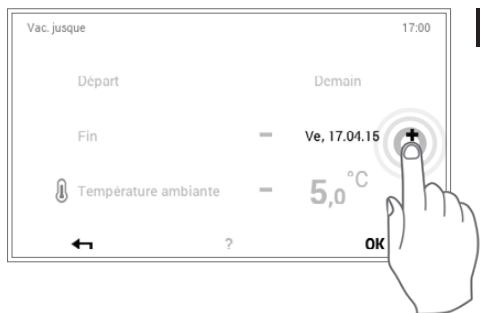 Vac. jusque 17:00
Départ Demain
Fin – Ve, 17.04.15 +
Température ambiante – 5,0 °C
? OK